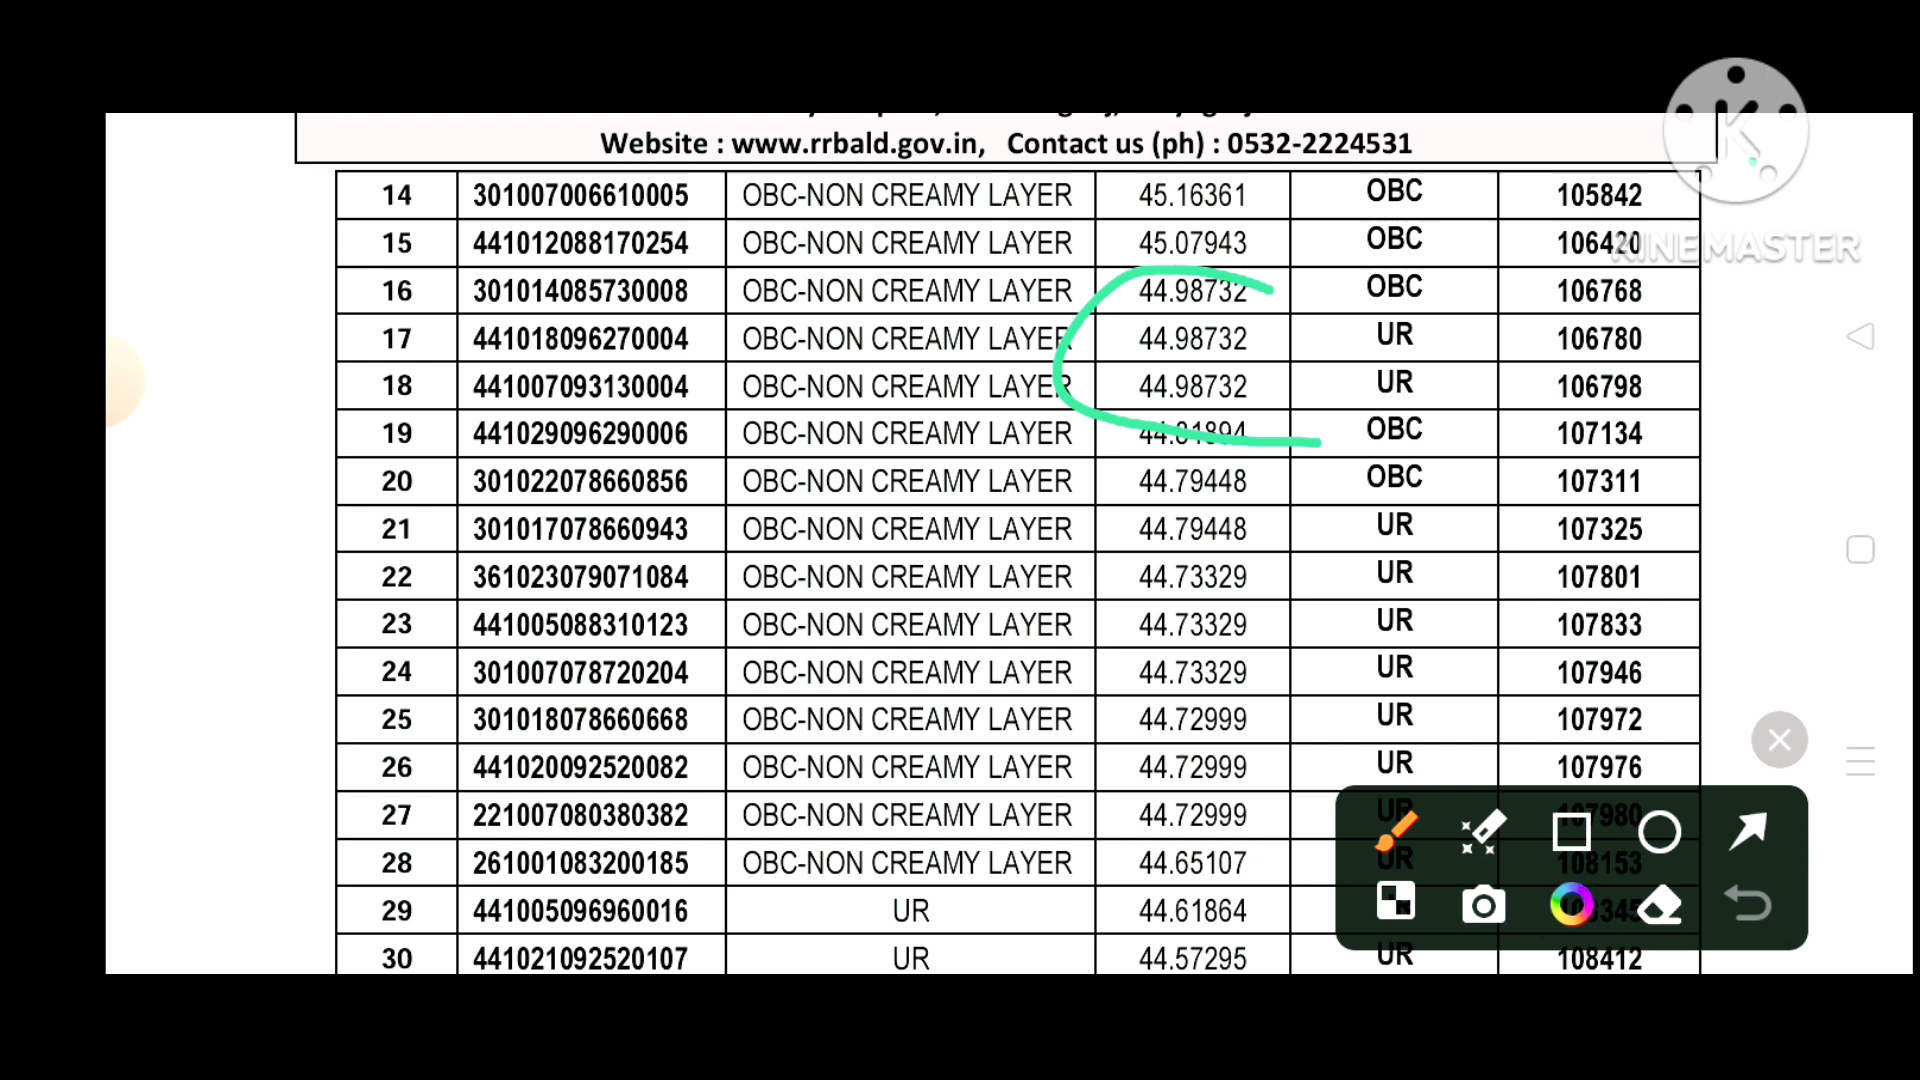 Website : www.rrbald.gov.in, Contact us (ph) : 0532-2224531
K
KINEMASTER
14 301007006610005 OBC-NON CREAMY LAYER 45.16361 OBC 105842
15 441012088170254 OBC-NON CREAMY LAYER 45.07943 OBC 106420
16 301014085730008 OBC-NON CREAMY LAYER 44.98732 OBC 106768
17 441018096270004 OBC-NON CREAMY LAYER 44.98732 UR 106780
18 441007093130004 OBC-NON CREAMY LAYER 44.98732 UR 106798
19 441029096290006 OBC-NON CREAMY LAYER 44.81894 OBC 107134
20 301022078660856 OBC-NON CREAMY LAYER 44.79448 OBC 107311
21 301017078660943 OBC-NON CREAMY LAYER 44.79448 UR 107325
22 361023079071084 OBC-NON CREAMY LAYER 44.73329 UR 107801
23 441005088310123 OBC-NON CREAMY LAYER 44.73329 UR 107833
24 301007078720204 OBC-NON CREAMY LAYER 44.73329 UR 107946
25 301018078660668 OBC-NON CREAMY LAYER 44.72999 UR 107972
26 441020092520082 OBC-NON CREAMY LAYER 44.72999 UR 107976
27 221007080380382 OBC-NON CREAMY LAYER 44.72999 UR 107980
28 261001083200185 OBC-NON CREAMY LAYER 44.65107 UR 108153
29 441005096960016 UR 44.61864
30 441021092520107 UR 44.57295 UR 108412